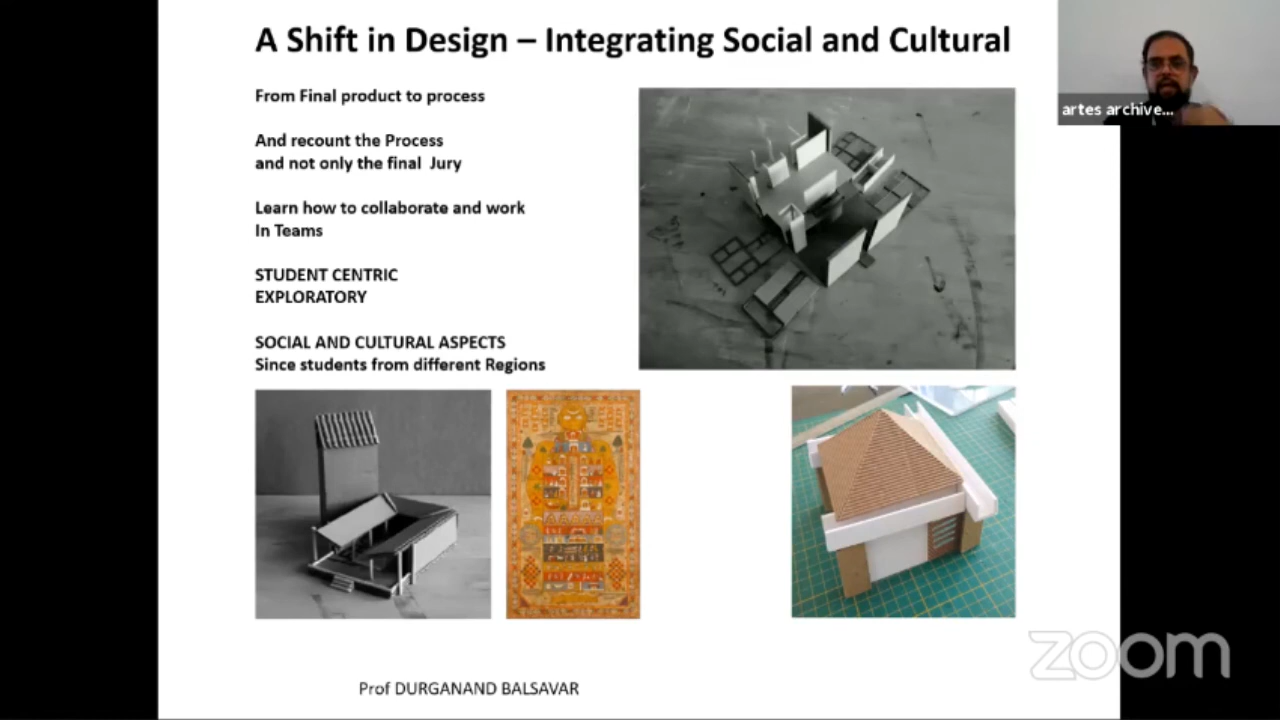 A Shift in Design – Integrating Social and Cultural
artes archive...
From Final product to process
And recount the Process
and not only the final Jury
Learn how to collaborate and work
In Teams
STUDENT CENTRIC
EXPLORATORY
SOCIAL AND CULTURAL ASPECTS
Since students from different Regions
zoom
Prof DURGANAND BALSAVAR